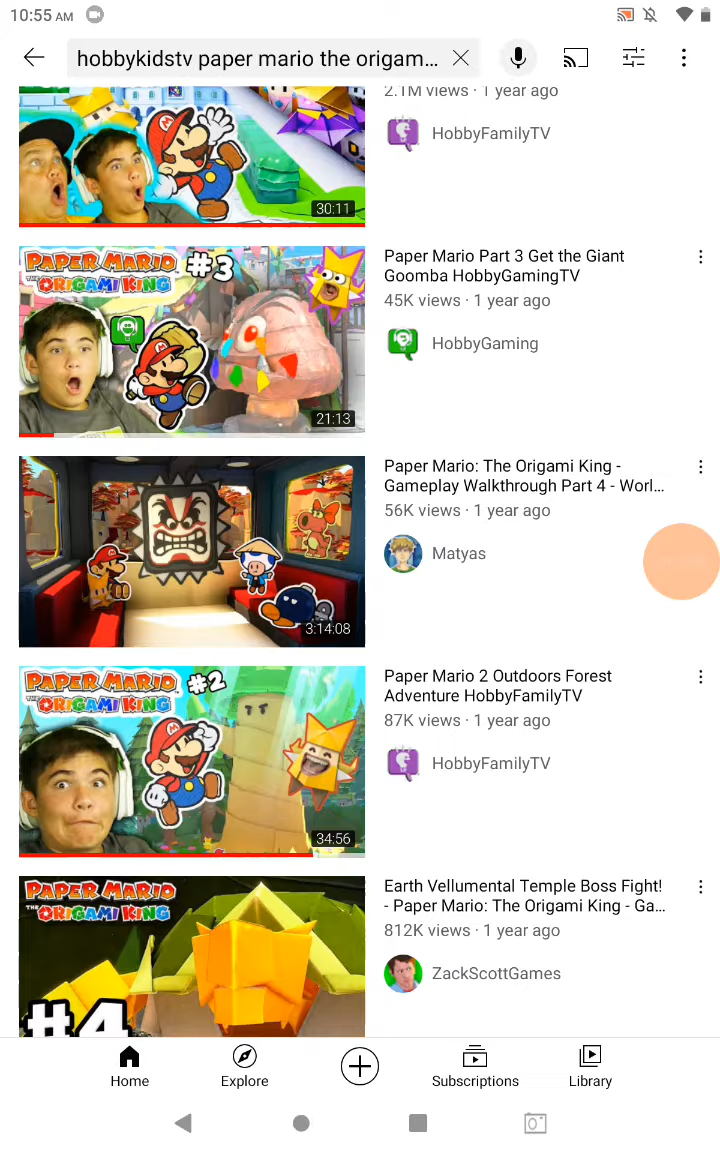 10:55 AM
hobbykidstv paper mario the origam...
2.1M views · 1 year ago
HobbyFamilyTV
30:11
PAPER MARIO #3
THE ORIGAMI KING
21:13
Paper Mario Part 3 Get the Giant
Goomba HobbyGamingTV
45K views · 1 year ago
HobbyGaming
3:14:08
Paper Mario: The Origami King -
Gameplay Walkthrough Part 4 - Worl...
56K views · 1 year ago
Matyas
PAPER MARIO #2
THE ORIGAMI KING
34:56
Paper Mario 2 Outdoors Forest
Adventure HobbyFamilyTV
87K views · 1 year ago
HobbyFamilyTV
PAPER MARIO
THE ORIGAMI KING
#4
Earth Vellumental Temple Boss Fight!
- Paper Mario: The Origami King - Ga...
812K views · 1 year ago
ZackScottGames
Home
Explore
Subscriptions
Library